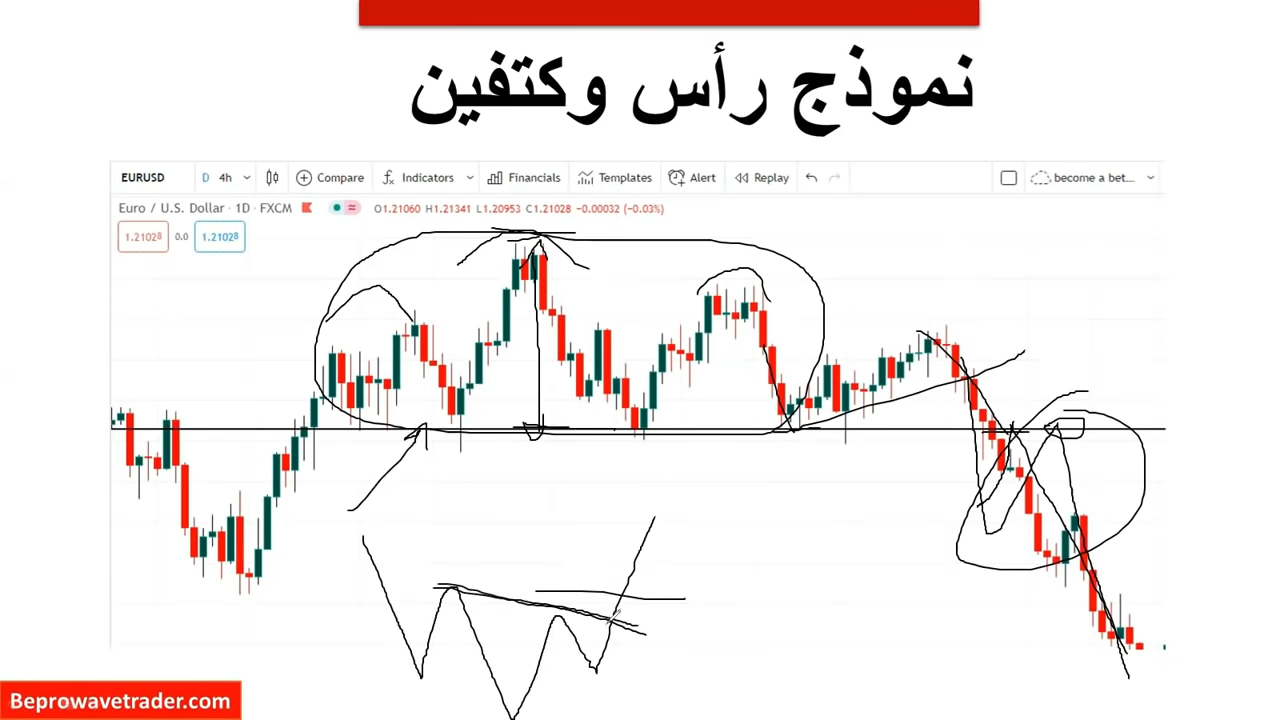 نموذج رأس وكتفين
EURUSD D 4h Compare Indicators Financials Templates Alert Replay become a bet...
Euro / U.S. Dollar · 1D · FXCM O1.21060 H1.21341 L1.20953 C1.21028 −0.00032 (−0.03%)
1.21028 0.0 1.21028
Beprowavetrader.com